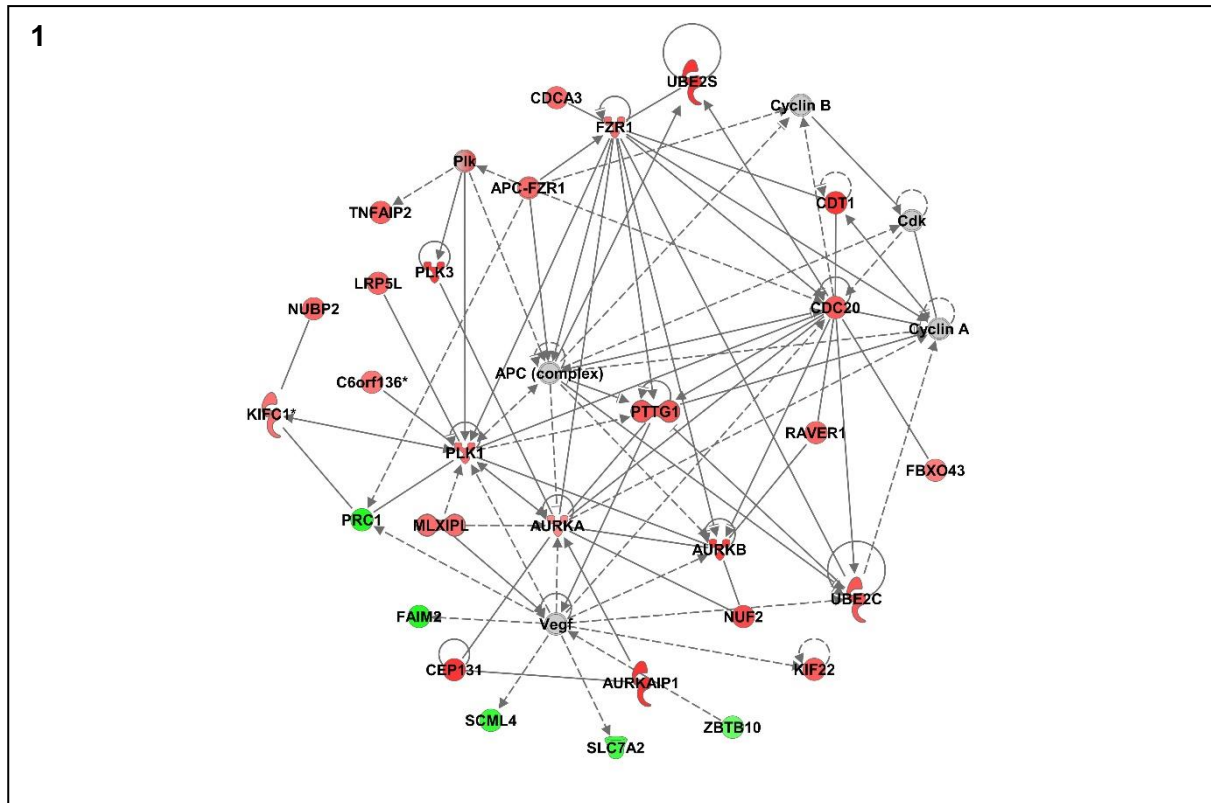 1
UBE2S
CDCA3
Cyclin B
FZR1
Plk
APC-FZR1
TNFAIP2
CDT1
Cdk
PLK3
LRP5L
NUBP2
CDC20
Cyclin A
APC (complex)
C6orf136*
KIFC1*
PTTG1
RAVER1
PLK1
FBXO43
PRC1
MLXIPL
AURKA
AURKB
UBE2C
FAIM2
Vegf
NUF2
CEP131
KIF22
AURKAIP1
SCML4
ZBTB10
SLC7A2